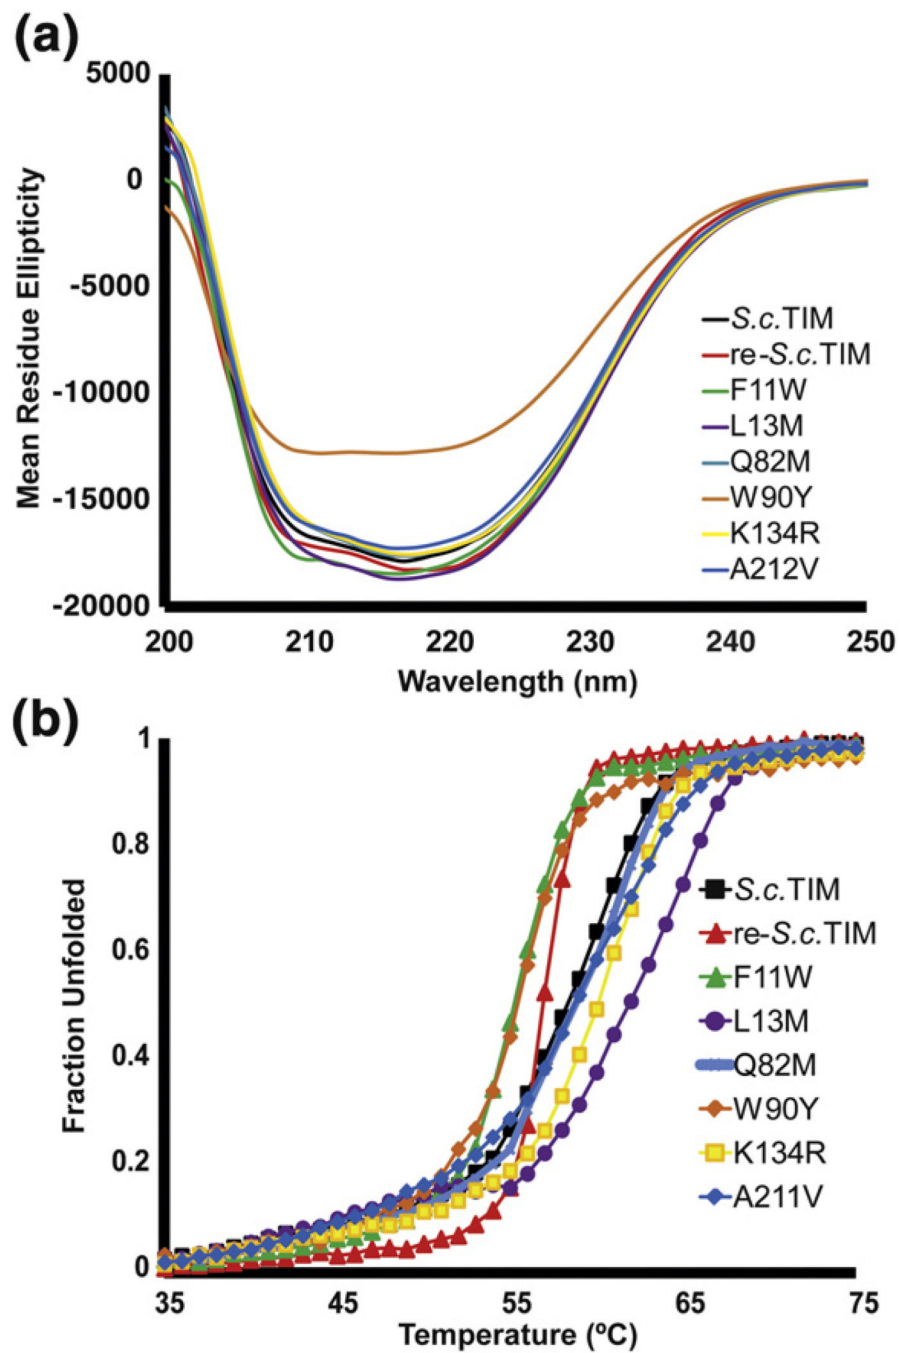 (a)
5000
0
-5000
-10000
-15000
-20000
Mean Residue Ellipticity
S.c.TIM
re-S.c.TIM
F11W
L13M
Q82M
W90Y
K134R
A212V
200 210 220 230 240 250
Wavelength (nm)
(b)
1
0.8
0.6
0.4
0.2
0
Fraction Unfolded
S.c.TIM
re-S.c.TIM
F11W
L13M
Q82M
W90Y
K134R
A211V
35 45 55 65 75
Temperature (ºC)